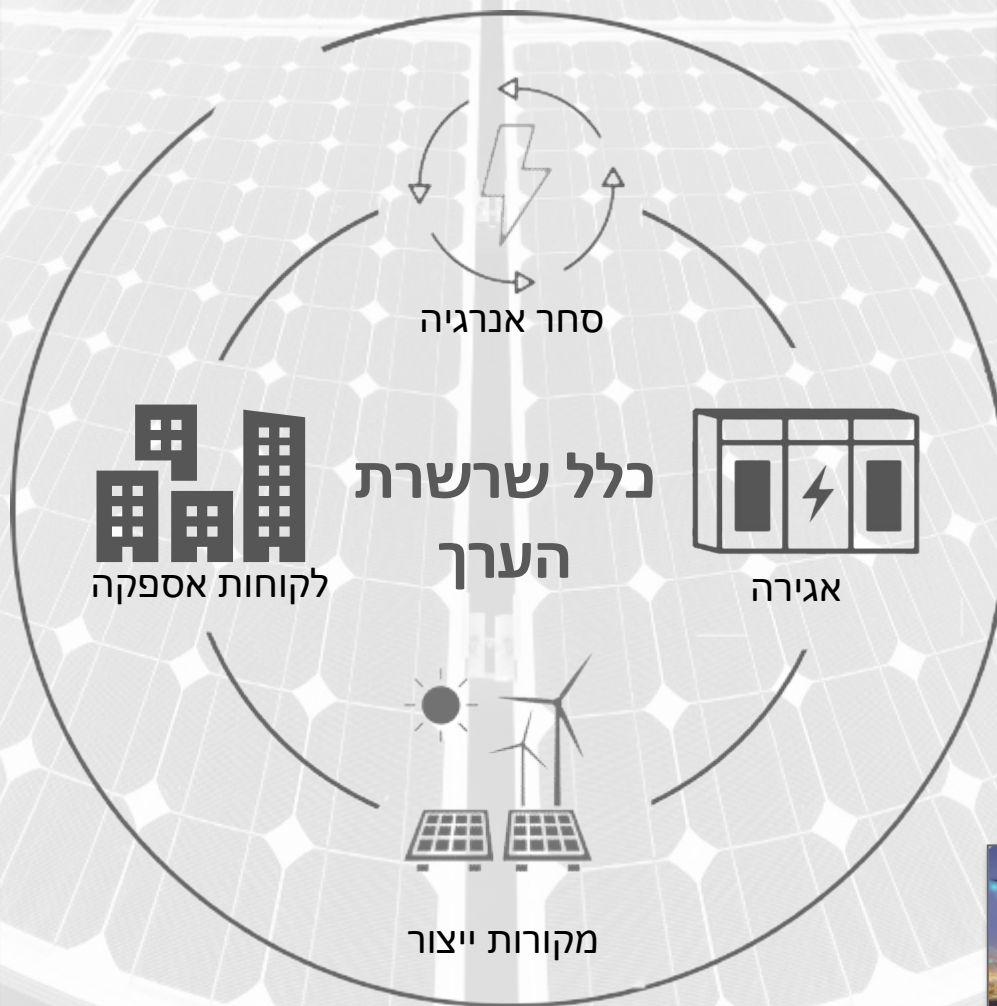 סחר אנרגיה
כלל שרשרת
הערך
אגירה
לקוחות אספקה
מקורות ייצור